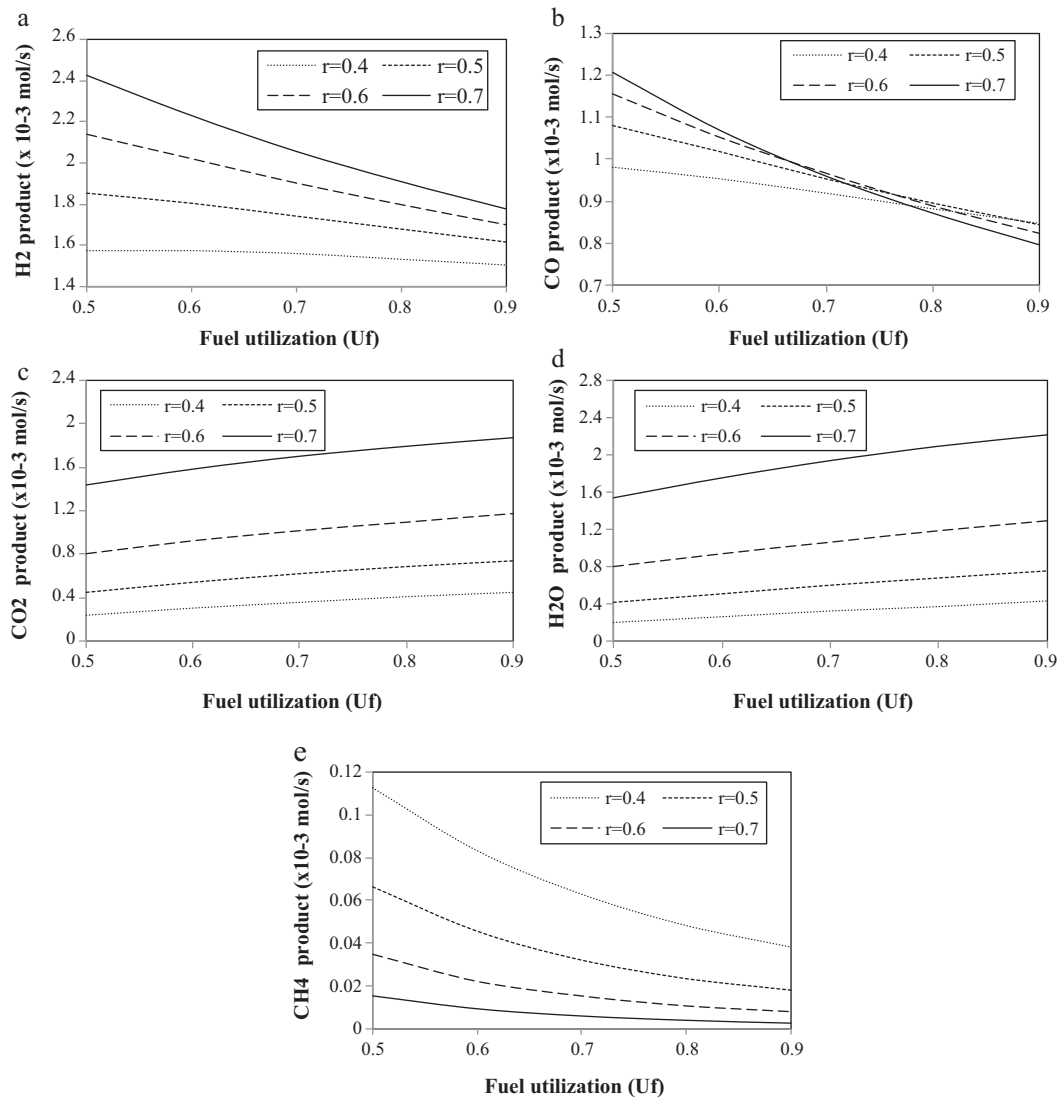 a
H2 product (x 10-3 mol/s)
2.6
2.4
2.2
2
1.8
1.6
1.4
r=0.4
r=0.5
r=0.6
r=0.7
0.5
0.6
0.7
0.8
0.9
Fuel utilization (Uf)
b
CO product (x10-3 mol/s)
1.3
1.2
1.1
1
0.9
0.8
0.7
r=0.4
r=0.5
r=0.6
r=0.7
0.5
0.6
0.7
0.8
0.9
Fuel utilization (Uf)
c
CO2 product (x10-3 mol/s)
2.4
2
1.6
1.2
0.8
0.4
0
r=0.4
r=0.5
r=0.6
r=0.7
0.5
0.6
0.7
0.8
0.9
Fuel utilization (Uf)
d
H2O product (x10-3 mol/s)
2.8
2.4
2
1.6
1.2
0.8
0.4
0
r=0.4
r=0.5
r=0.6
r=0.7
0.5
0.6
0.7
0.8
0.9
Fuel utilization (Uf)
e
CH4 product (x10-3 mol/s)
0.12
0.1
0.08
0.06
0.04
0.02
0
r=0.4
r=0.5
r=0.6
r=0.7
0.5
0.6
0.7
0.8
0.9
Fuel utilization (Uf)